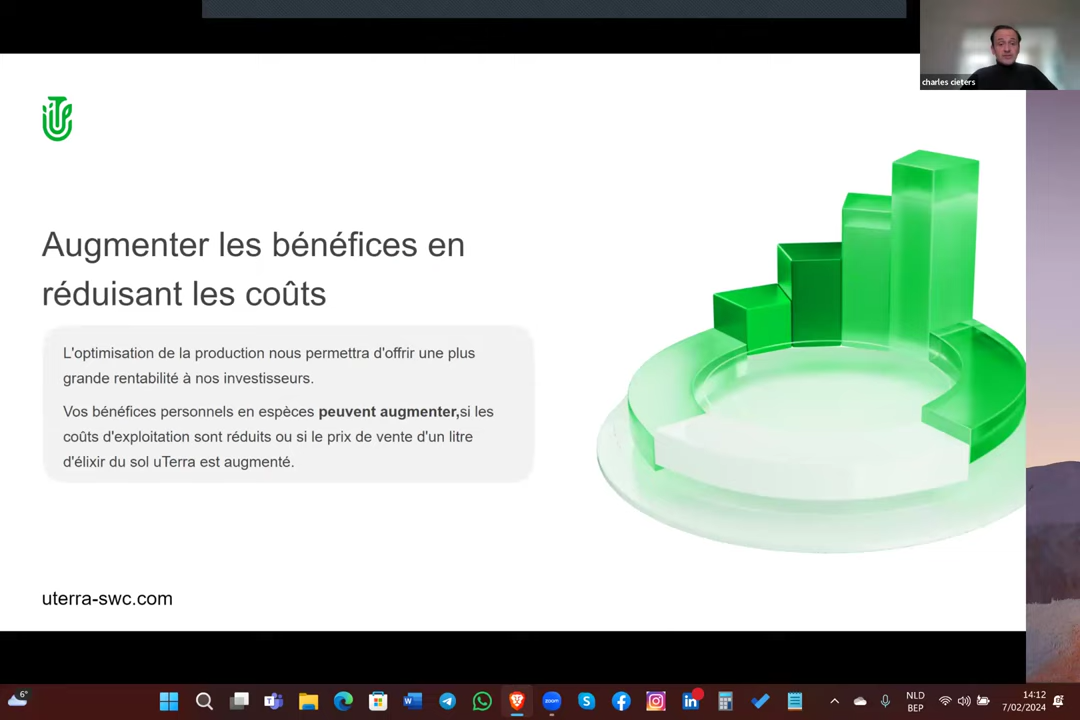 charles cieters
Augmenter les bénéfices en
réduisant les coûts
L'optimisation de la production nous permettra d'offrir une plus
grande rentabilité à nos investisseurs.
Vos bénéfices personnels en espèces peuvent augmenter,si les
coûts d'exploitation sont réduits ou si le prix de vente d'un litre
d'élixir du sol uTerra est augmenté.
uterra-swc.com
6°
zoom
NLD
BEP
14:12
7/02/2024